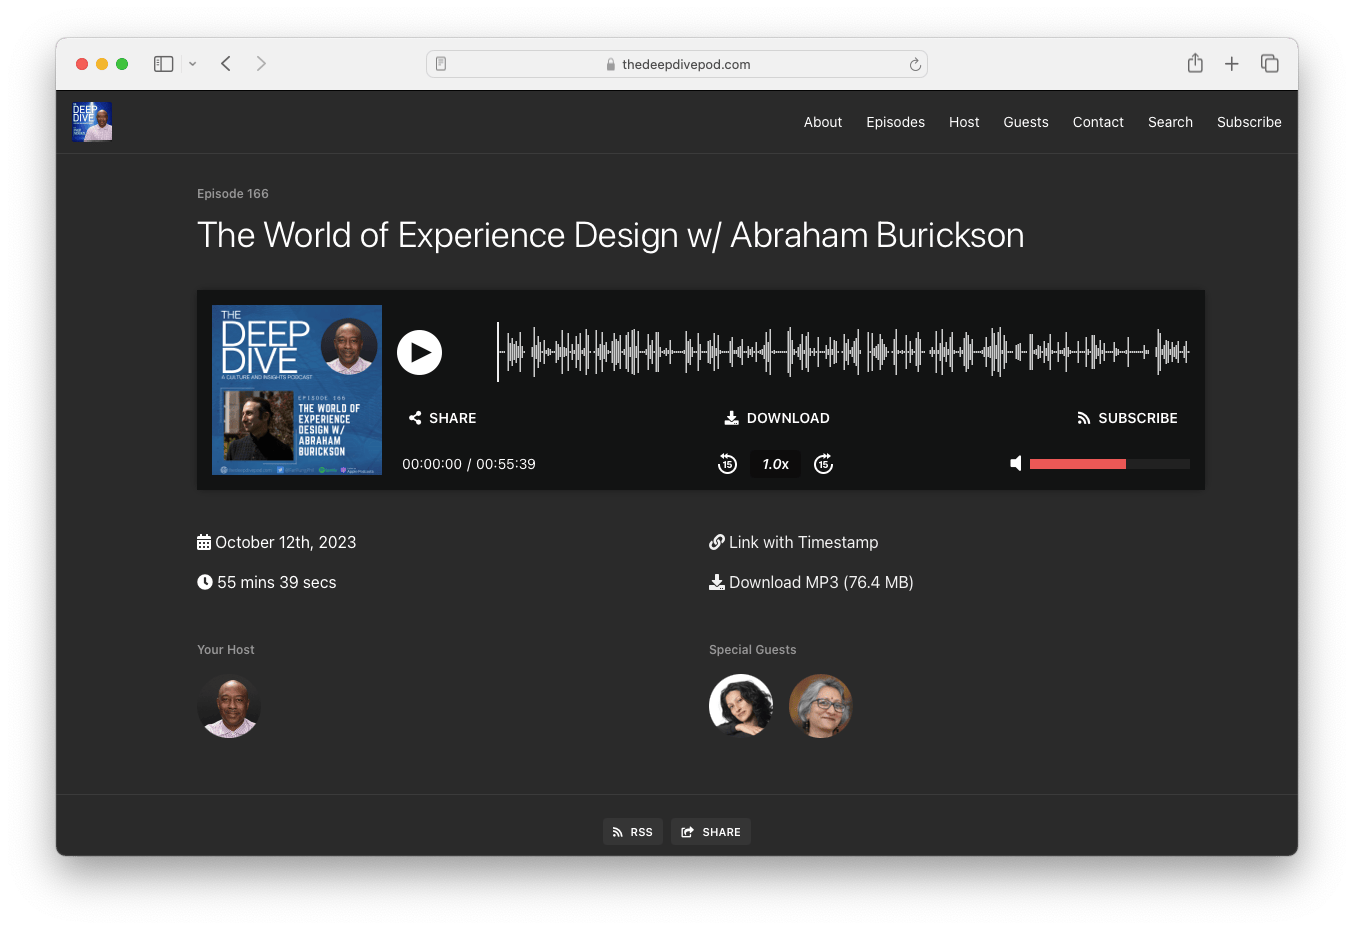 thedeepdivepod.com
DEEP
DIVE
About
Episodes
Host
Guests
Contact
Search
Subscribe
Episode 166
The World of Experience Design w/ Abraham Burickson
THE
DEEP
DIVE
A CULTURE AND INSIGHTS PODCAST
EPISODE 166
THE WORLD OF
EXPERIENCE
DESIGN W/
ABRAHAM
BURICKSON
SHARE
DOWNLOAD
SUBSCRIBE
00:00:00 / 00:55:39
15
1.0x
15
October 12th, 2023
Link with Timestamp
55 mins 39 secs
Download MP3 (76.4 MB)
Your Host
Special Guests
RSS
SHARE